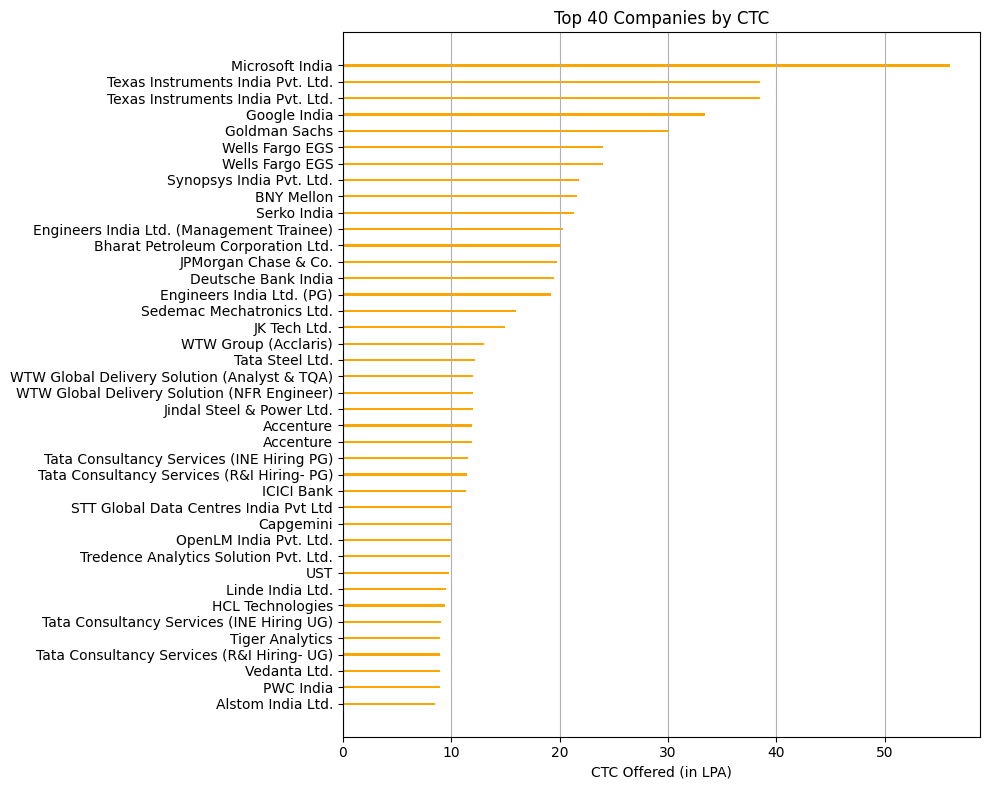 Top 40 Companies by CTC
Microsoft India
Texas Instruments India Pvt. Ltd.
Texas Instruments India Pvt. Ltd.
Google India
Goldman Sachs
Wells Fargo EGS
Wells Fargo EGS
Synopsys India Pvt. Ltd.
BNY Mellon
Serko India
Engineers India Ltd. (Management Trainee)
Bharat Petroleum Corporation Ltd.
JPMorgan Chase & Co.
Deutsche Bank India
Engineers India Ltd. (PG)
Sedemac Mechatronics Ltd.
JK Tech Ltd.
WTW Group (Acclaris)
Tata Steel Ltd.
WTW Global Delivery Solution (Analyst & TQA)
WTW Global Delivery Solution (NFR Engineer)
Jindal Steel & Power Ltd.
Accenture
Accenture
Tata Consultancy Services (INE Hiring PG)
Tata Consultancy Services (R&I Hiring- PG)
ICICI Bank
STT Global Data Centres India Pvt Ltd
Capgemini
OpenLM India Pvt. Ltd.
Tredence Analytics Solution Pvt. Ltd.
UST
Linde India Ltd.
HCL Technologies
Tata Consultancy Services (INE Hiring UG)
Tiger Analytics
Tata Consultancy Services (R&I Hiring- UG)
Vedanta Ltd.
PWC India
Alstom India Ltd.
0 10 20 30 40 50
CTC Offered (in LPA)